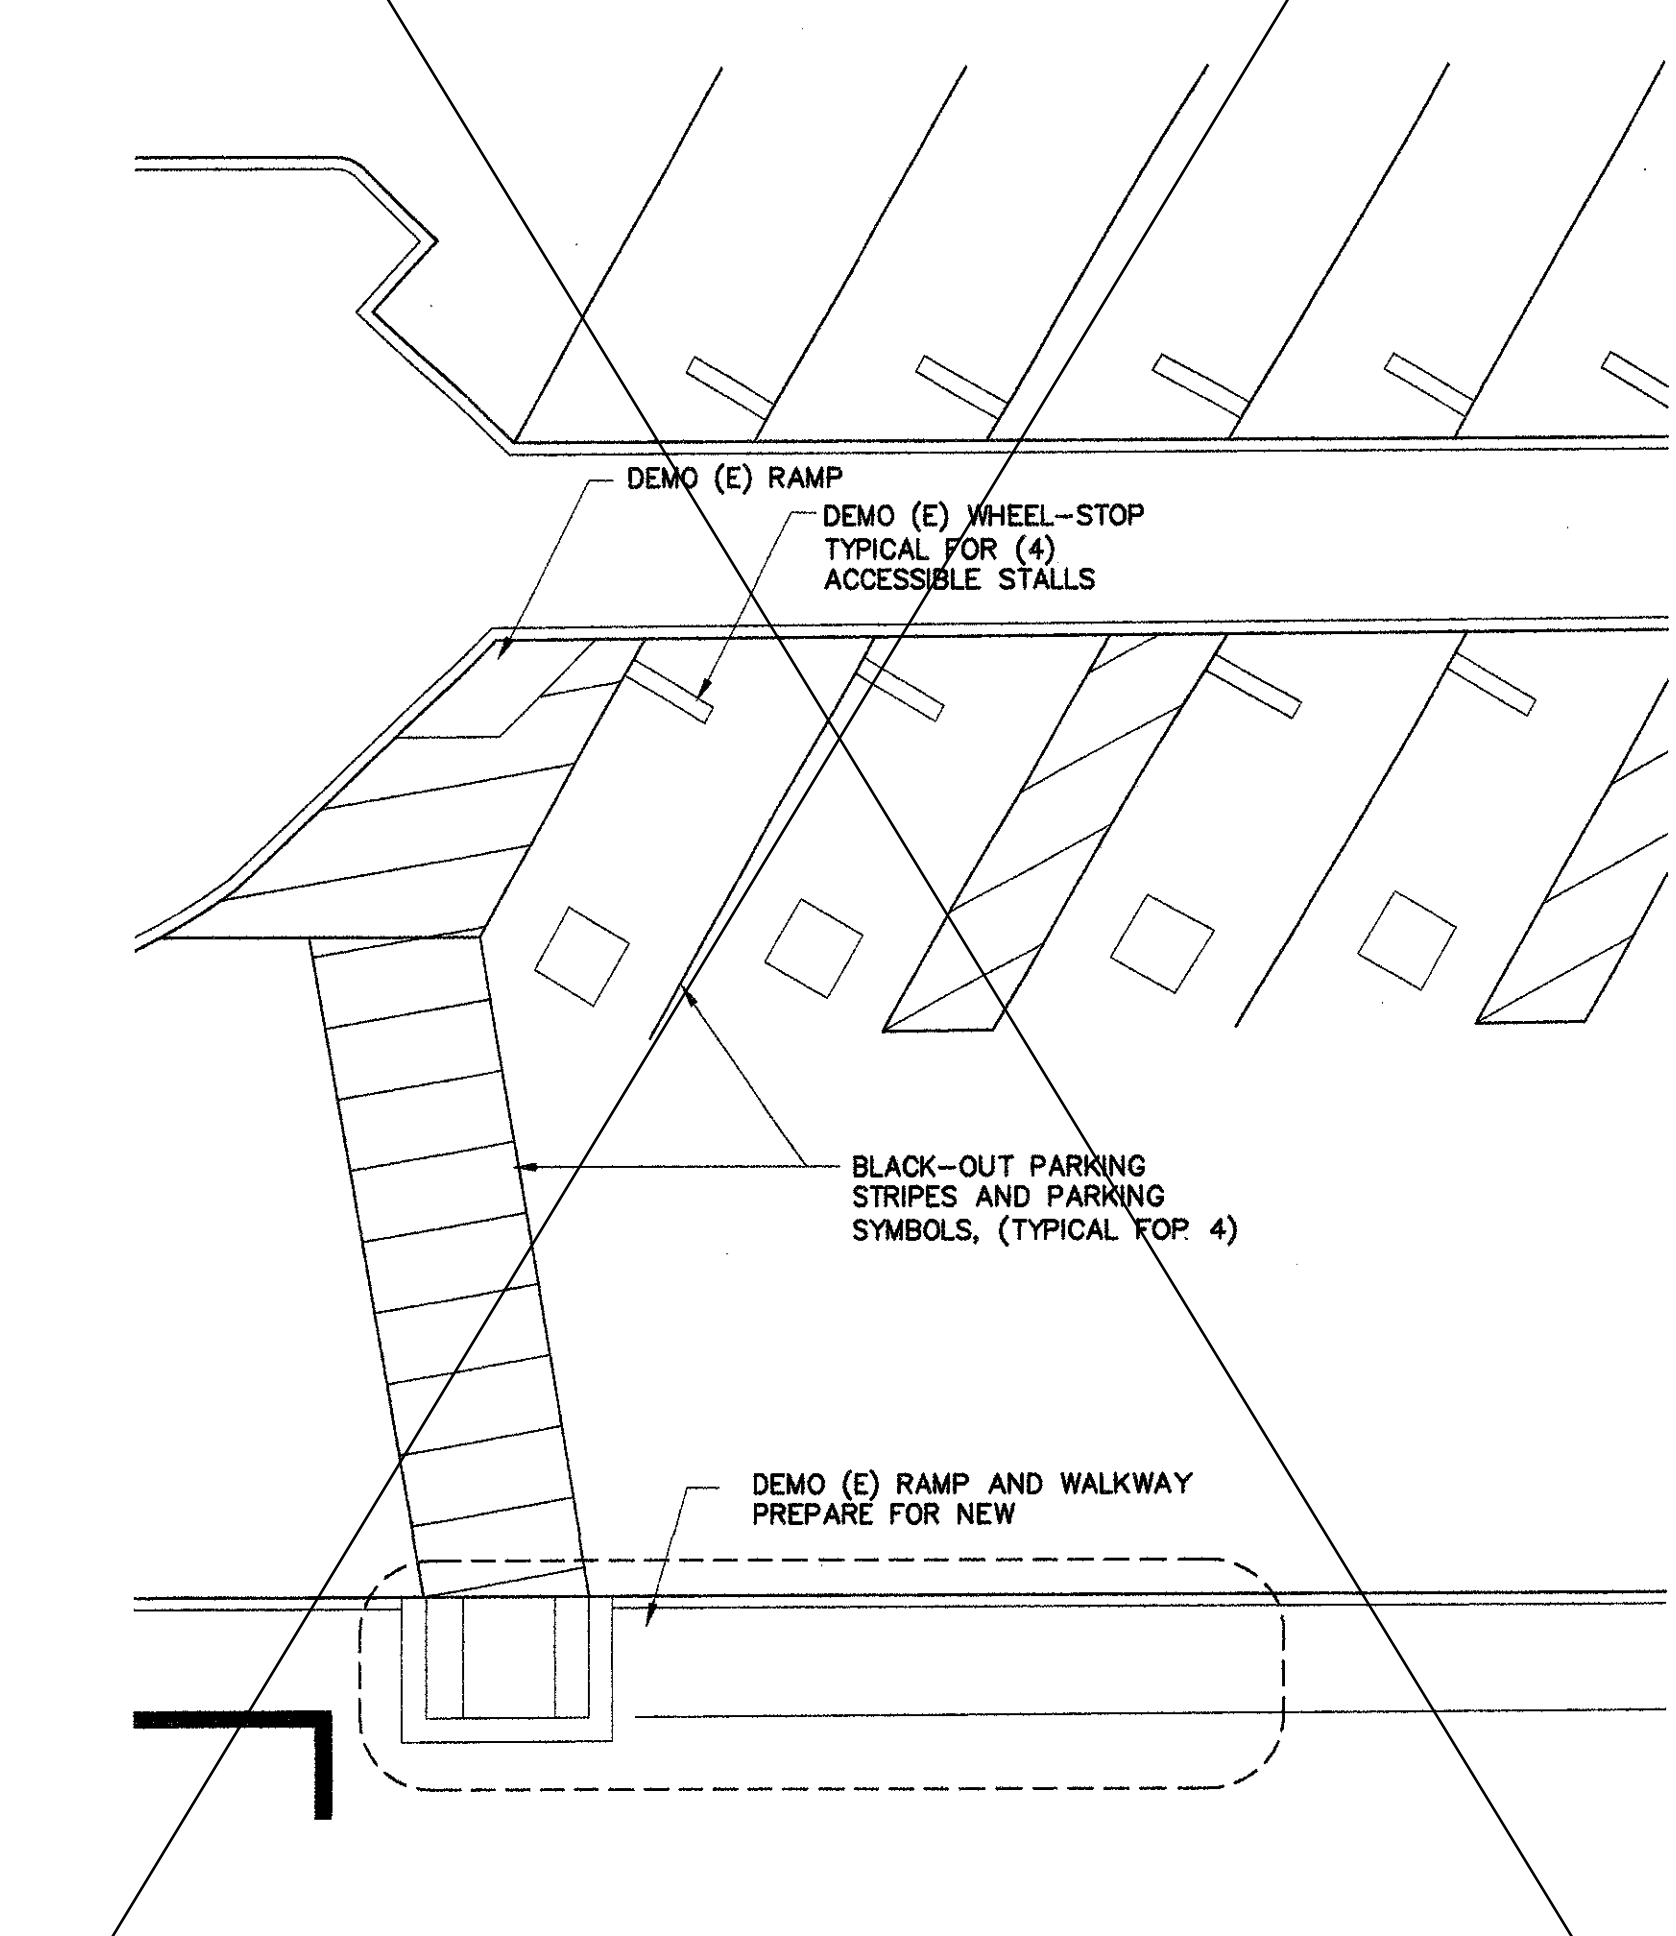 DEMO (E) RAMP
DEMO (E) WHEEL-STOP
TYPICAL FOR (4)
ACCESSIBLE STALLS
BLACK-OUT PARKING
STRIPES AND PARKING
SYMBOLS, (TYPICAL FOR 4)
DEMO (E) RAMP AND WALKWAY
PREPARE FOR NEW